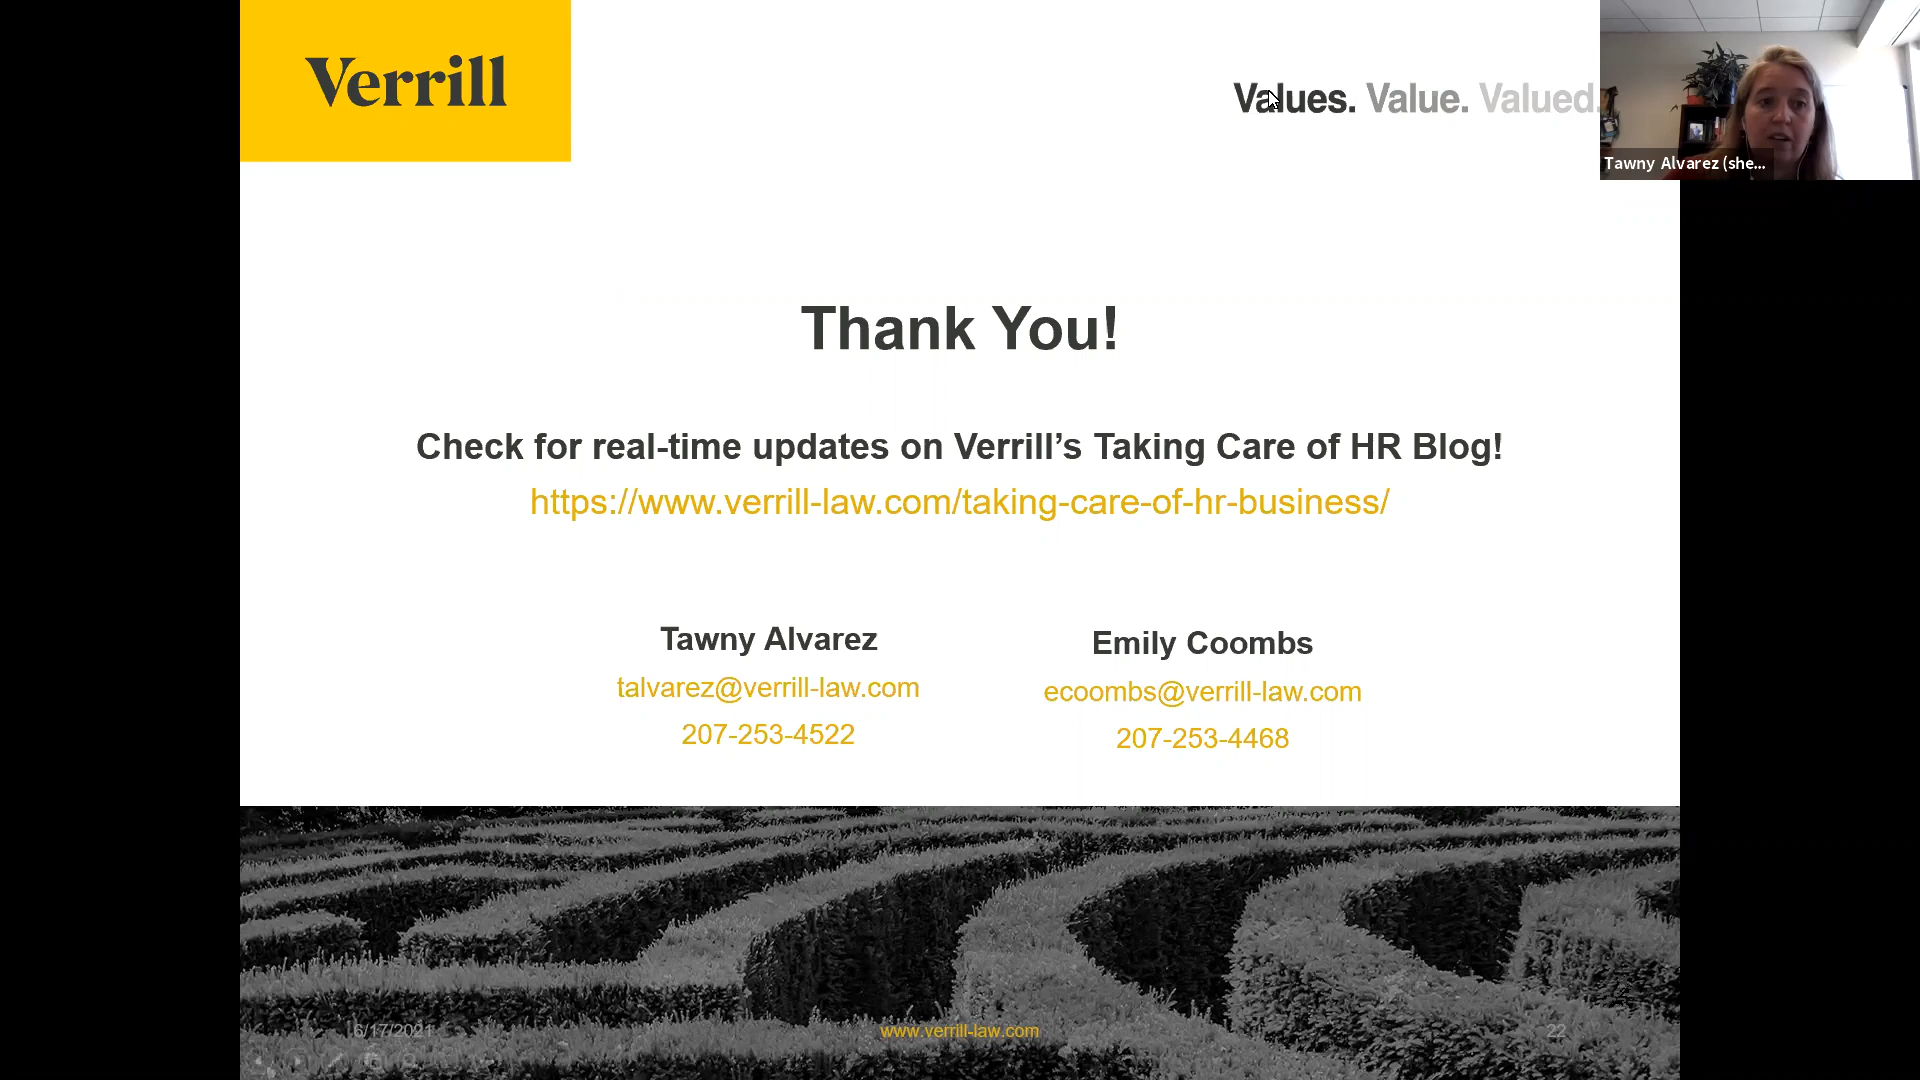 Verrill
Values. Value. Valued.
Tawny Alvarez (she...
Thank You!
Check for real-time updates on Verrill’s Taking Care of HR Blog!
https://www.verrill-law.com/taking-care-of-hr-business/
Tawny Alvarez
talvarez@verrill-law.com
207-253-4522
Emily Coombs
ecoombs@verrill-law.com
207-253-4468
6/17/2021
www.verrill-law.com
22